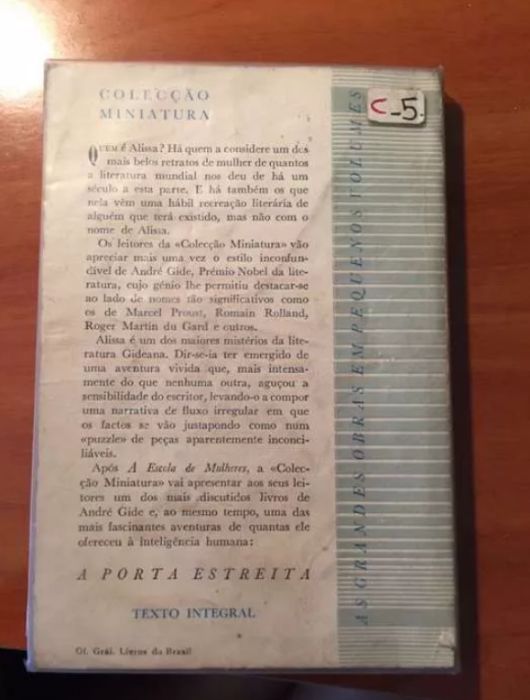 COLECÇÃO
MINIATURA
QUEM é Alissa? Há quem a considere um dos
mais belos retratos de mulher de quantos
a literatura mundial nos deu de há um
século a esta parte. E há também os que
nela vêm uma hábil recreação literária de
alguém que terá existido, mas não com o
nome de Alissa.
Os leitores da «Colecção Miniatura» vão
apreciar mais uma vez o estilo inconfun-
dível de André Gide, Prémio Nobel da lite-
ratura, cujo génio lhe permitiu destacar-se
ao lado de nomes tão significativos como
os de Marcel Proust, Romain Rolland,
Roger Martin du Gard e outros.
Alissa é um dos maiores mistérios da lite-
ratura Gideana. Dir-se-ia ter emergido de
uma aventura vivida que, mais intensa-
mente do que nenhuma outra, aguçou a
sensibilidade do escritor, levando-o a compor
uma narrativa de fluxo irregular em que
os factos se vão justapondo como num
«puzzle» de peças aparentemente inconci-
liáveis.
Após A Escola de Mulheres, a «Colec-
ção Miniatura» vai apresentar aos seus lei-
tores um dos mais discutidos livros de
André Gide e, ao mesmo tempo, uma das
mais fascinantes aventuras de quantas ele
ofereceu à inteligência humana:
A PORTA ESTREITA
TEXTO INTEGRAL
Of. Gráf. Livros do Brasil
AS GRANDES OBRAS EM PEQUENOS VOLUMES
C-5.